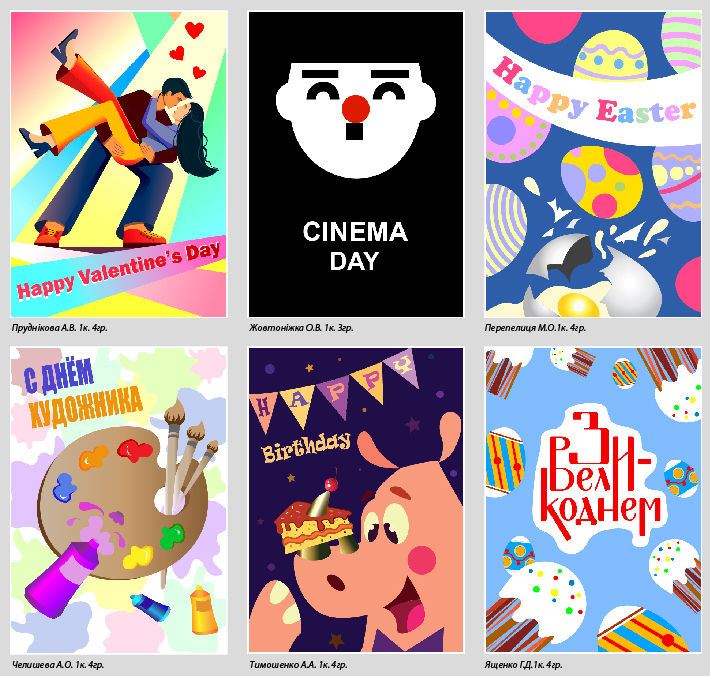 Happy Valentine's Day
CINEMA
DAY
Happy Easter
Пруднікова А.В. 1к. 4гр.
Жовтоніжка О.В. 1к. 3гр.
Перепелиця М.О.1к. 4гр.
С ДНЁМ
ХУДОЖНИКА
HAPPY
Birthday
З
Вели-
коднем
Челишева А.О. 1к. 4гр.
Тимошенко А.А. 1к. 4гр.
Ященко Г.Д.1к. 4гр.